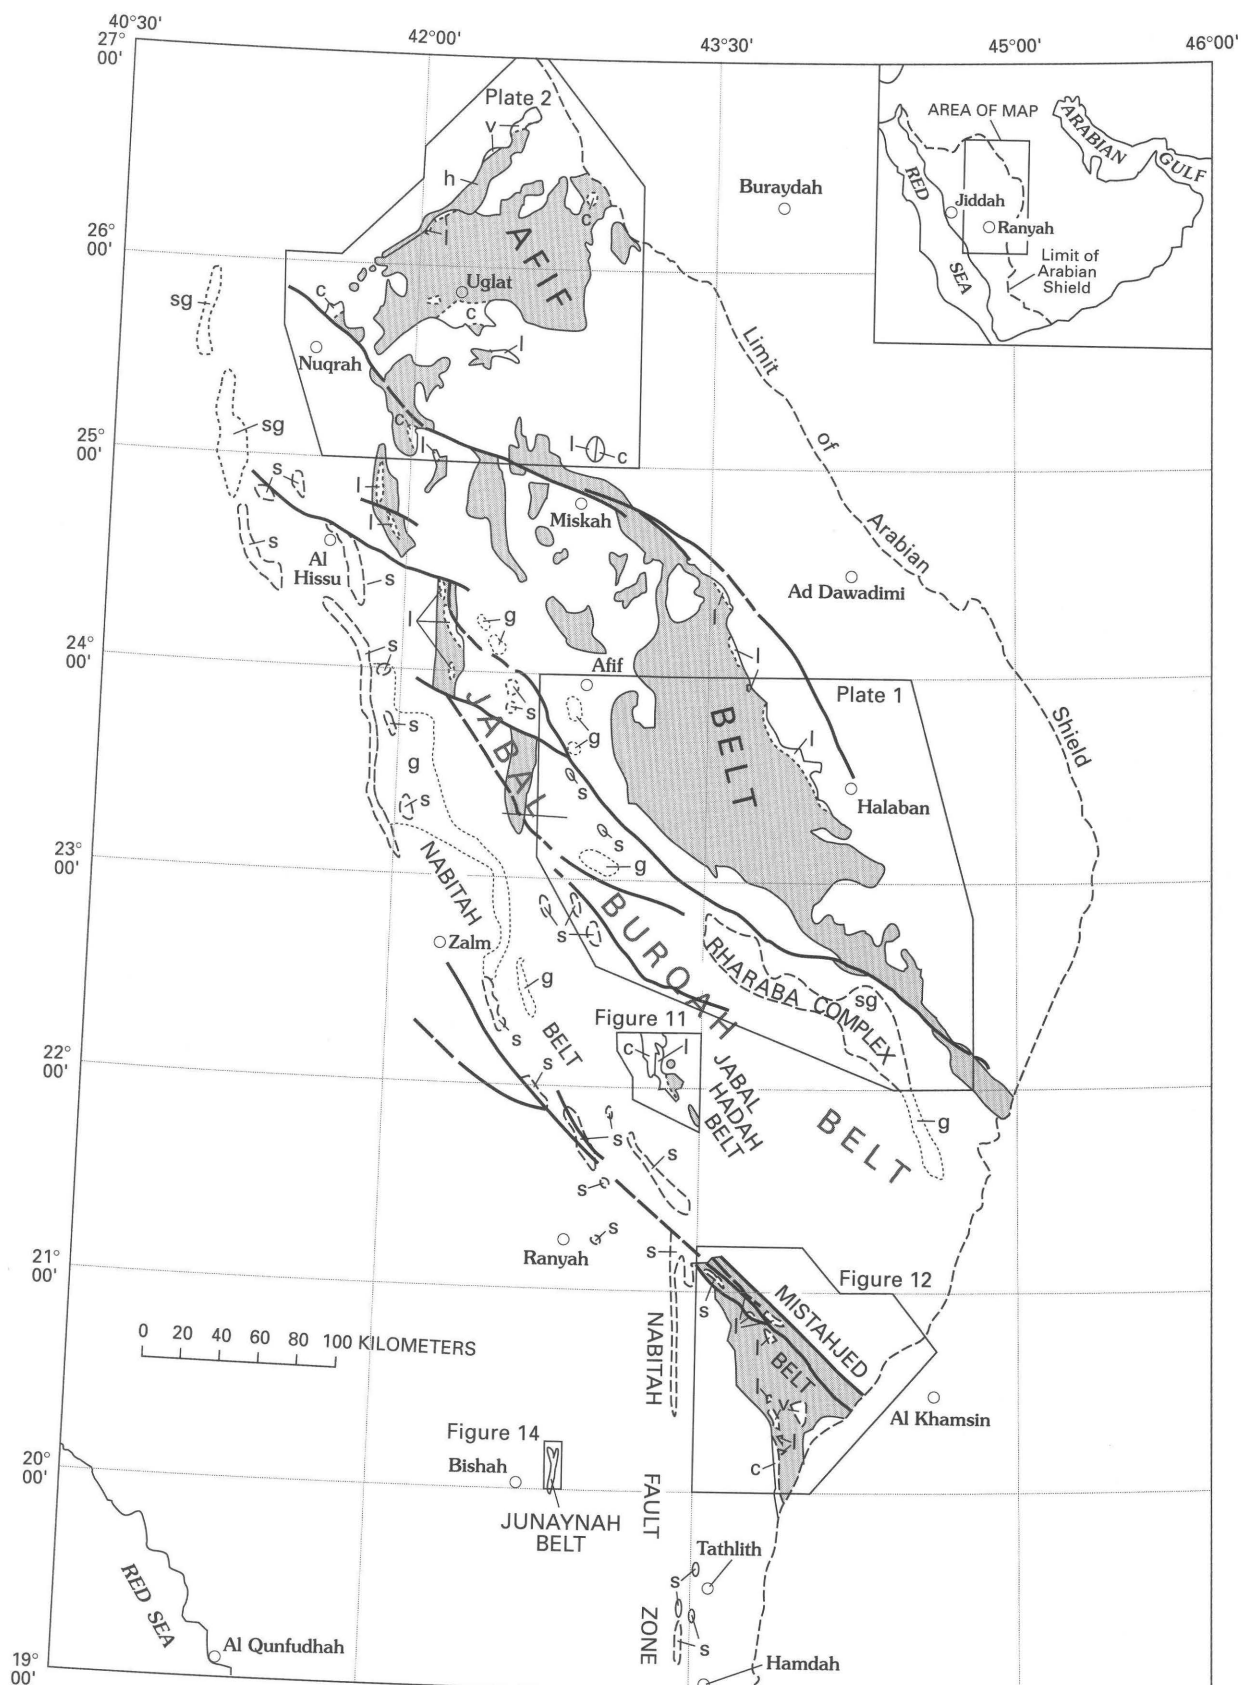 40°30'
42°00'
43°30'
45°00'
46°00'
27°
00'
Plate 2
v
h
l
c
AFIF
Buraydah
AREA OF MAP
ARABIAN
GULF
RED
SEA
Jiddah
Ranyah
Limit of
Arabian
Shield
26°
00'
sg
c
Uglat
c
l
Nuqrah
Limit
of
Arabian
Shield
25°
00'
sg
c
l
l
c
s
l
l
Miskah
s
Al
Hissu
s
Ad Dawadimi
l
g
l
24°
00'
s
Afif
l
Plate 1
JABAL
s
BELT
s
g
l
g
s
s
Halaban
s
23°
00'
g
NABITAH
s
BURQAH
Zalm
RHARABA COMPLEX
g
sg
Figure 11
s
BELT
c
l
22°
00'
s
JABAL
HADAH
BELT
BELT
g
s
s
s
s
Ranyah
s
21°
00'
Figure 12
s
MISTAHJED
l
l
BELT
NABITAH
0 20 40 60 80 100 KILOMETERS
l
v
l
c
Al Khamsin
Figure 14
20°
00'
Bishah
FAULT
JUNAYNAH
BELT
Tathlith
s
RED SEA
ZONE
s
Al Qunfudhah
19°
00'
Hamdah